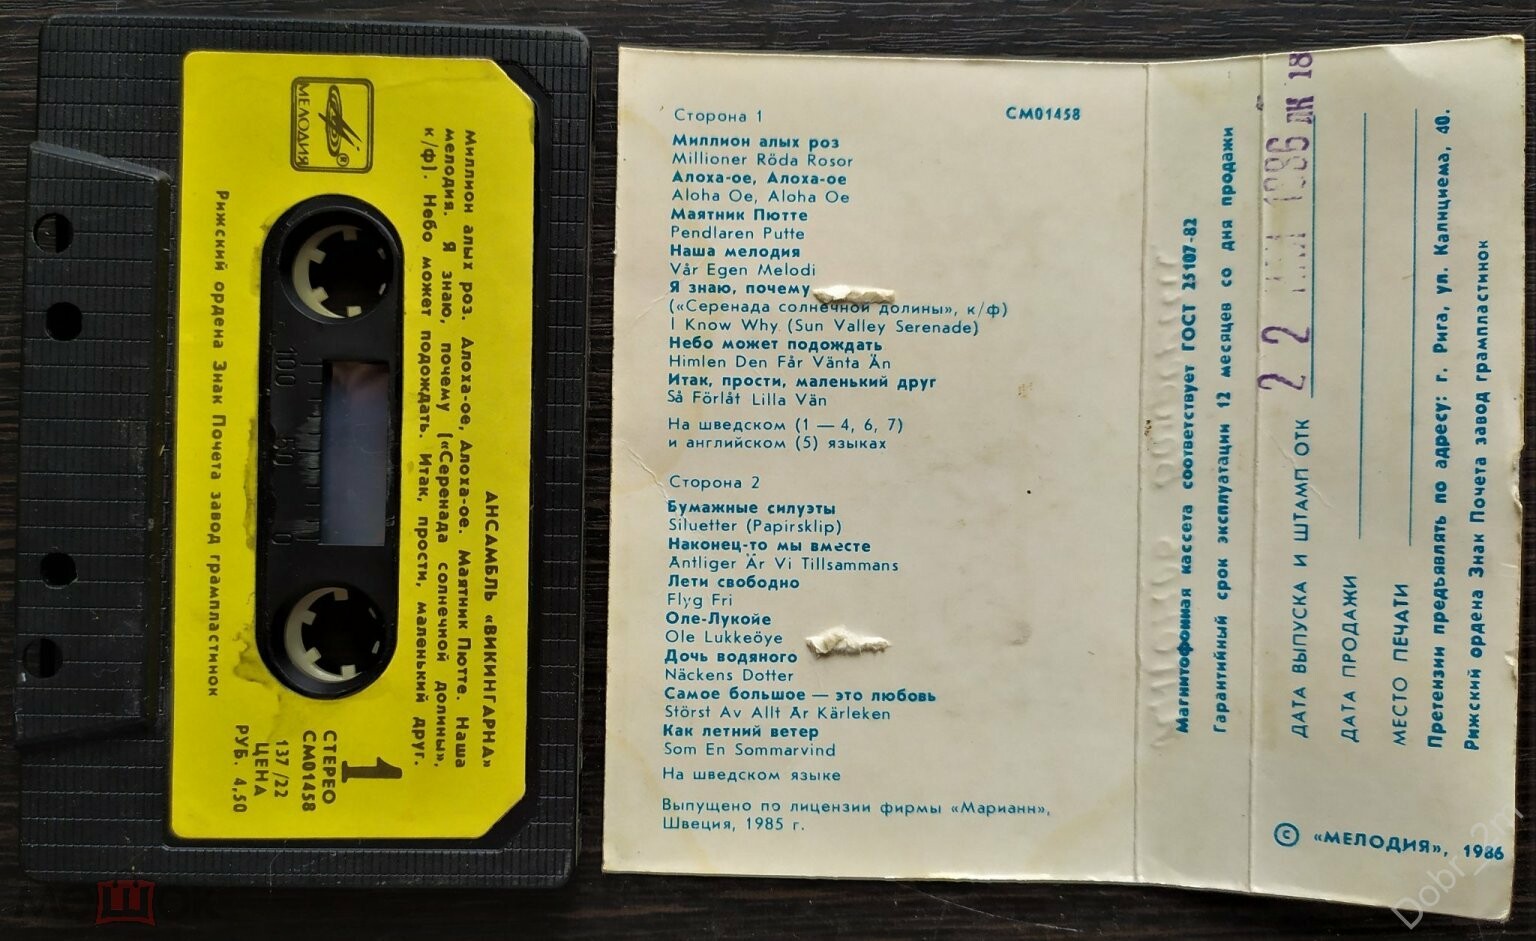 МЕЛОДИЯ
АНСАМБЛЬ «ВИКИНГАРНА»
Миллион алых роз. Алоха-ое, Алоха-ое. Маятник Пютте. Наша
мелодия. Я знаю, почему («Серенада солнечной долины»,
к/ф). Небо может подождать. Итак, прости, маленький друг.
1
СТЕРЕО
СМ01458
137/22
ЦЕНА
РУБ. 4,50
Рижский ордена Знак Почета завод грампластинок
100
50
0
Сторона 1
СМ01458
Миллион алых роз
Millioner Röda Rosor
Алоха-ое, Алоха-ое
Aloha Oe, Aloha Oe
Маятник Пютте
Pendlaren Putte
Наша мелодия
Vår Egen Melodi
Я знаю, почему
(«Серенада солнечной долины», к/ф)
I Know Why (Sun Valley Serenade)
Небо может подождать
Himlen Den Får Vänta Än
Итак, прости, маленький друг
Så Förlåt Lilla Vän
На шведском (1 — 4, 6, 7)
и английском (5) языках
Сторона 2
Бумажные силуэты
Siluetter (Papirsklip)
Наконец-то мы вместе
Äntliger Är Vi Tillsammans
Лети свободно
Flyg Fri
Оле-Лукойе
Ole Lukkeöye
Дочь водяного
Näckens Dotter
Самое большое — это любовь
Störst Av Allt Är Kärleken
Как летний ветер
Som En Sommarvind
На шведском языке
Выпущено по лицензии фирмы «Марианн»,
Швеция, 1985 г.
Магнитофонная кассета соответствует ГОСТ 25107-82
Гарантийный срок эксплуатации 12 месяцев со дня продажи
ДАТА ВЫПУСКА И ШТАМП ОТК
22 1986 ДК 18
ДАТА ПРОДАЖИ
МЕСТО ПЕЧАТИ
Претензии предъявлять по адресу: г. Рига, ул. Калнциема, 40.
Рижский ордена Знак Почета завод грампластинок
© «МЕЛОДИЯ», 1986
Dobr_2m